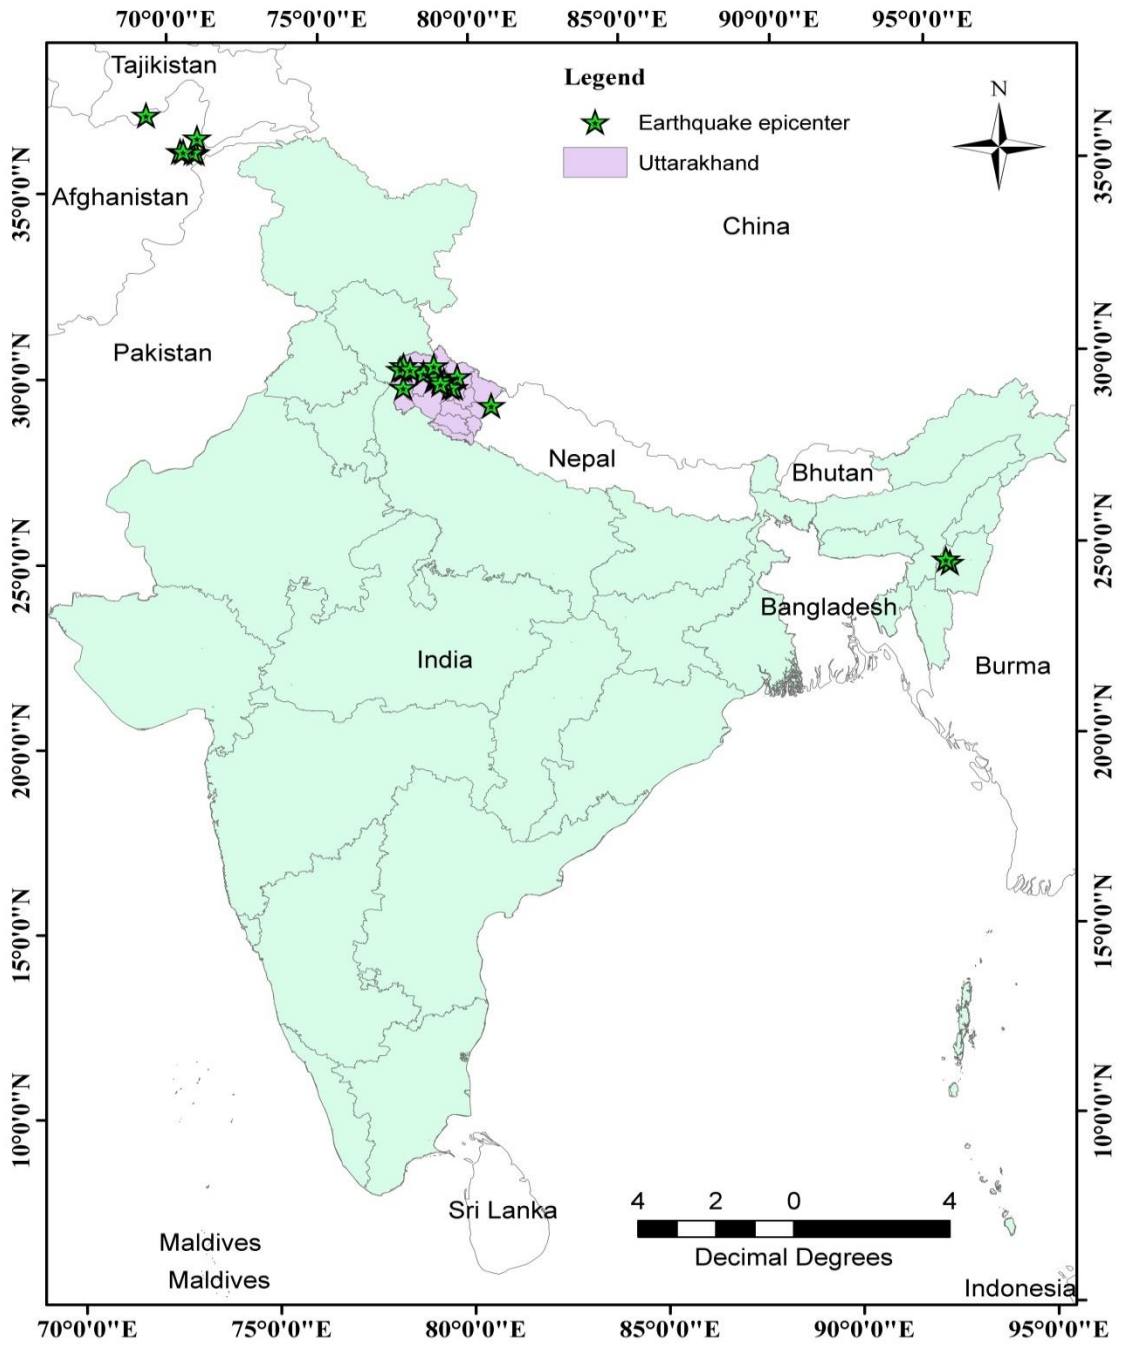 70°0'0"E 75°0'0"E 80°0'0"E 85°0'0"E 90°0'0"E 95°0'0"E
Tajikistan
Legend
Earthquake epicenter
Uttarakhand
N
35°0'0"N
35°0'0"N
Afghanistan
China
Pakistan
30°0'0"N
30°0'0"N
Nepal
Bhutan
25°0'0"N
25°0'0"N
Bangladesh
India
Burma
20°0'0"N
20°0'0"N
15°0'0"N
15°0'0"N
10°0'0"N
10°0'0"N
Sri Lanka
4 2 0 4
Decimal Degrees
Maldives
Maldives
Indonesia
70°0'0"E 75°0'0"E 80°0'0"E 85°0'0"E 90°0'0"E 95°0'0"E